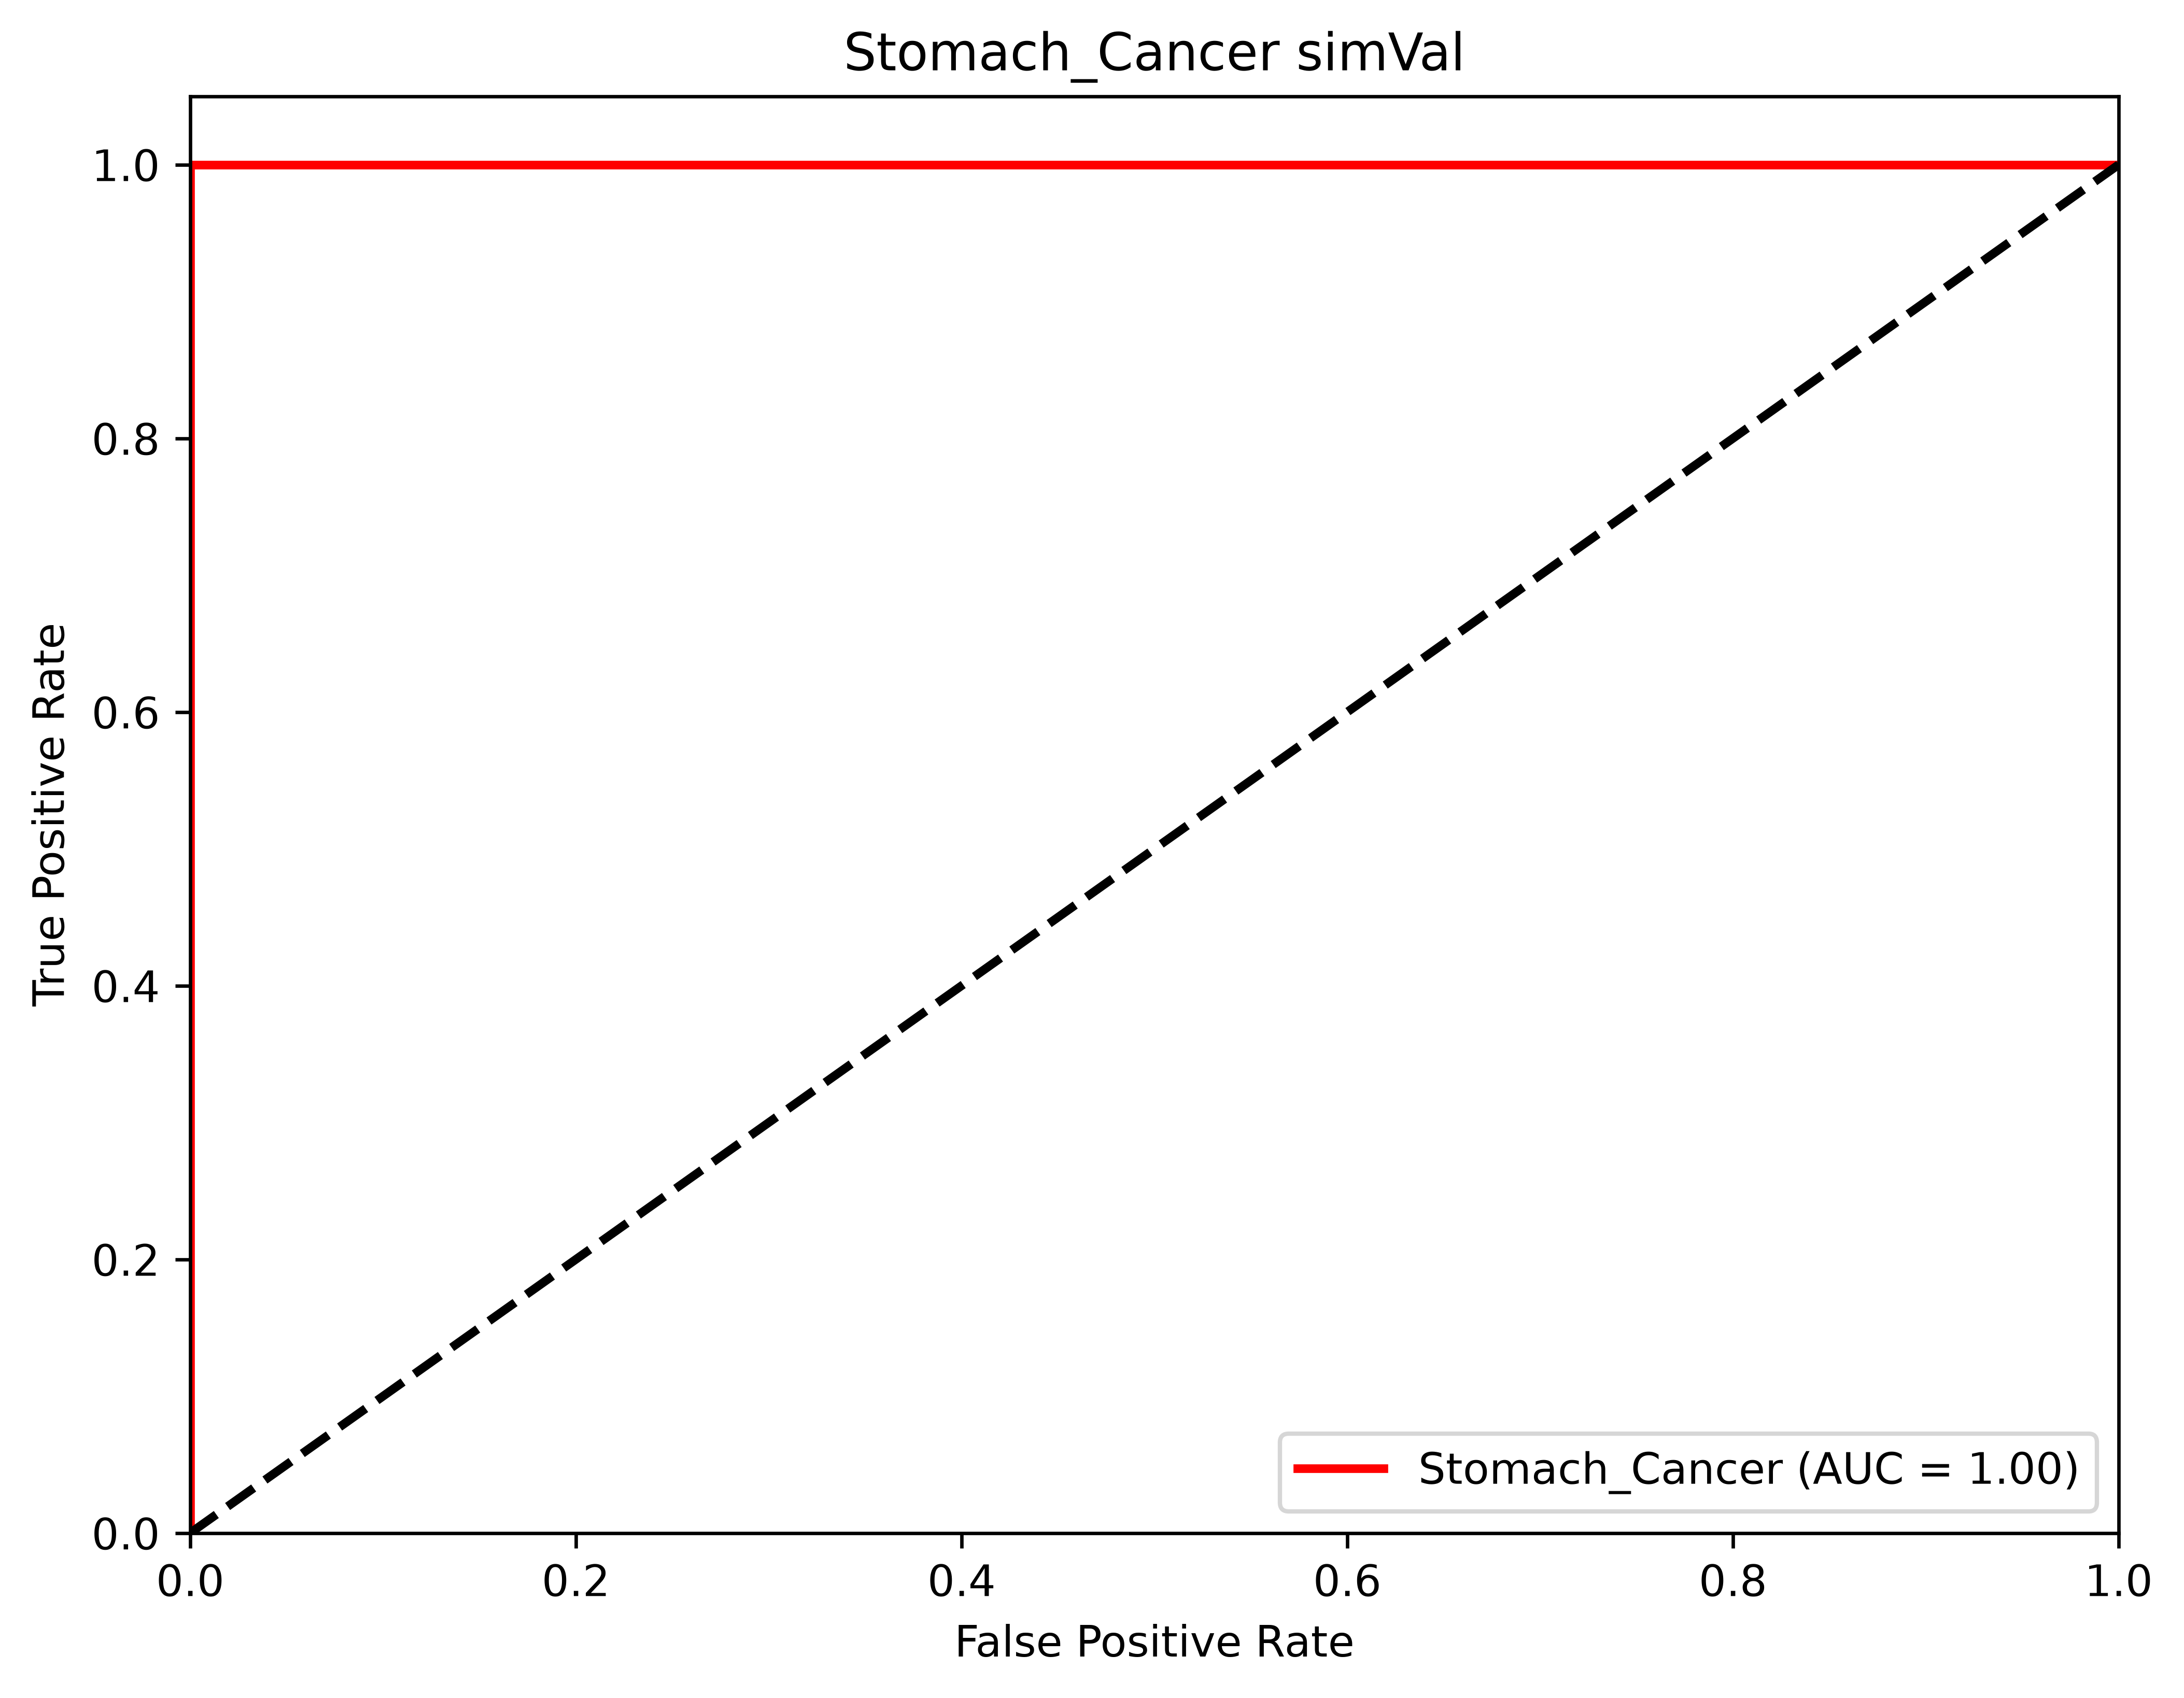 Stomach_Cancer simVal
True Positive Rate
1.0
0.8
0.6
0.4
0.2
0.0
Stomach_Cancer (AUC = 1.00)
0.0 0.2 0.4 0.6 0.8 1.0
False Positive Rate